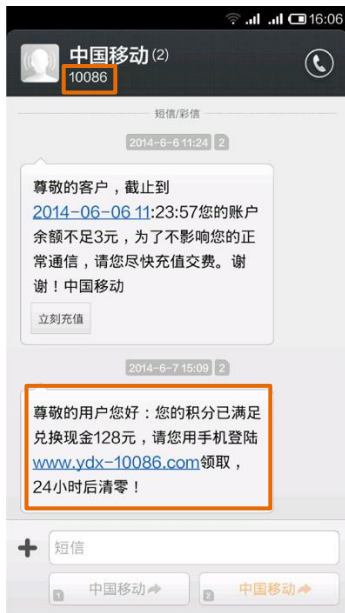 16:06
中国移动(2)
10086
短信/彩信
2014-6-6 11:24 2
尊敬的客户，截止到
2014-06-06 11:23:57您的账户
余额不足3元，为了不影响您的正
常通信，请您尽快充值交费。谢
谢！中国移动
立刻充值
2014-6-7 15:09 2
尊敬的用户您好：您的积分已满足
兑换现金128元，请您用手机登陆
www.ydx-10086.com领取，
24小时后清零！
短信
1 中国移动 2 中国移动